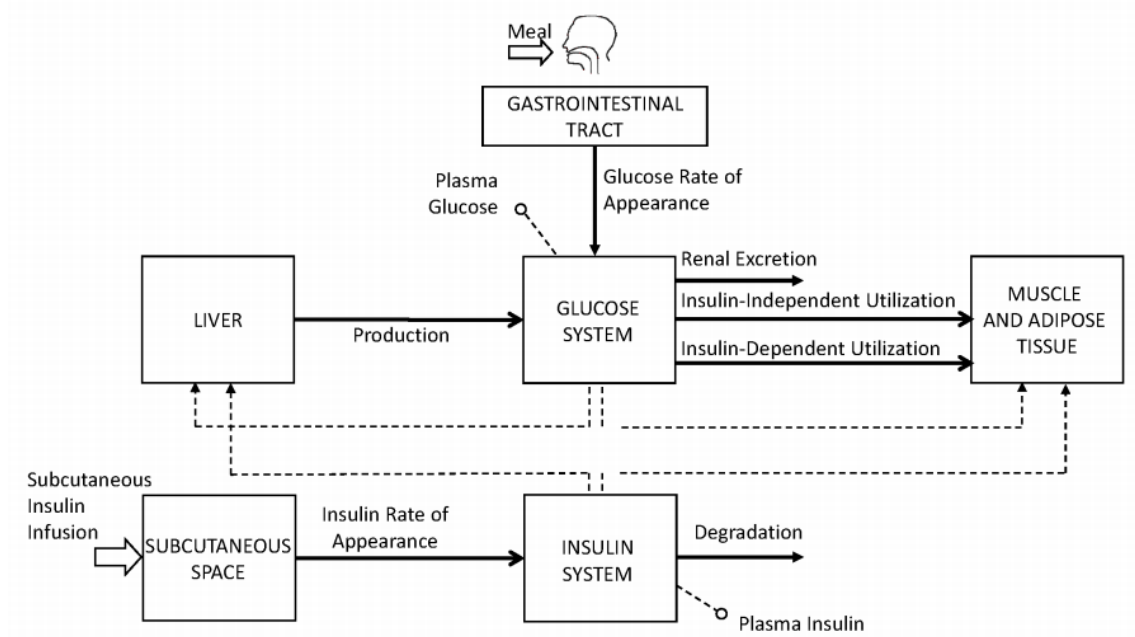 Meal
GASTROINTESTINAL
TRACT
Plasma
Glucose
Glucose Rate of
Appearance
LIVER
Production
GLUCOSE
SYSTEM
Renal Excretion
Insulin-Independent Utilization
Insulin-Dependent Utilization
MUSCLE
AND ADIPOSE
TISSUE
Subcutaneous
Insulin
Infusion
SUBCUTANEOUS
SPACE
Insulin Rate of
Appearance
INSULIN
SYSTEM
Degradation
Plasma Insulin